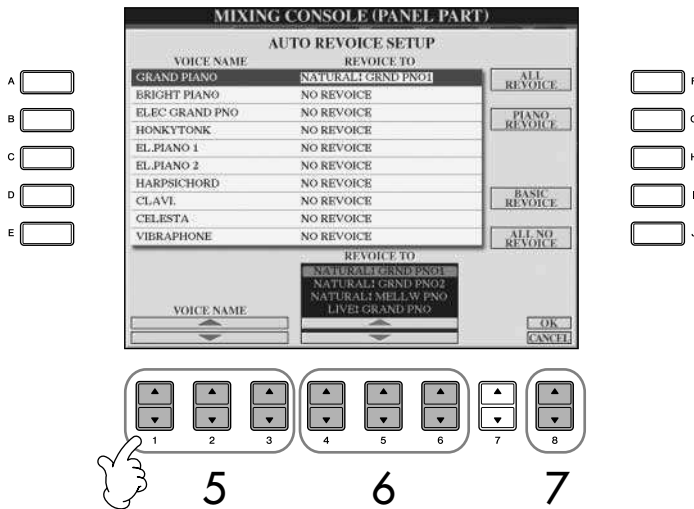 MIXING CONSOLE (PANEL PART)
AUTO REVOICE SETUP
VOICE NAME REVOICE TO
GRAND PIANO NATURAL! GRND PNO1 ALL REVOICE
BRIGHT PIANO NO REVOICE
ELEC GRAND PNO NO REVOICE PIANO REVOICE
HONKYTONK NO REVOICE
EL.PIANO 1 NO REVOICE
EL.PIANO 2 NO REVOICE
HARPSICHORD NO REVOICE
CLAVI. NO REVOICE BASIC REVOICE
CELESTA NO REVOICE
VIBRAPHONE NO REVOICE ALL NO REVOICE
REVOICE TO
NATURAL! GRND PNO1
NATURAL! GRND PNO2
NATURAL! MELLW PNO
VOICE NAME LIVE! GRAND PNO
OK
CANCEL
A
B
C
D
E
1 2 3 4 5 6 7 8
5 6 7